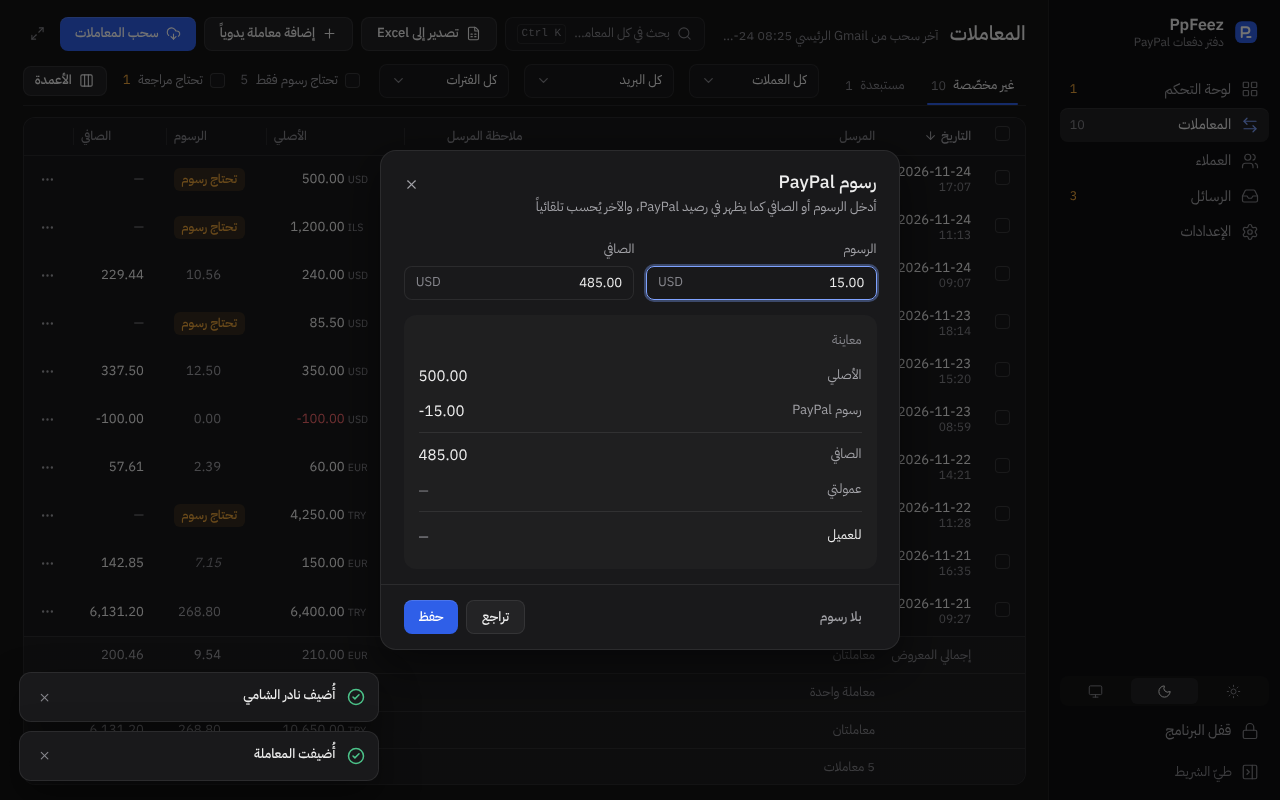 PpFeez
دفتر دفعات PayPal
لوحة التحكم 1
المعاملات 10
العملاء
الرسائل 3
الإعدادات
قفل البرنامج
طيّ الشريط
المعاملات
آخر سحب من Gmail الرئيسي 08:25 24-...
بحث في كل المعامـ... Ctrl K
تصدير إلى Excel
إضافة معاملة يدوياً
سحب المعاملات
غير مخصّصة 10
مستبعدة 1
كل العملات
كل البريد
كل الفترات
تحتاج رسوم فقط 5
تحتاج مراجعة 1
الأعمدة
التاريخ المرسل ملاحظة المرسل الأصلي الرسوم الصافي
2026-11-24 500.00 USD تحتاج رسوم —
17:07
2026-11-24 1,200.00 ILS تحتاج رسوم —
11:13
2026-11-24 240.00 USD 10.56 229.44
09:07
2026-11-23 85.50 USD تحتاج رسوم —
18:14
2026-11-23 350.00 USD 12.50 337.50
15:20
2026-11-23 -100.00 USD 0.00 -100.00
08:59
2026-11-22 60.00 EUR 2.39 57.61
14:21
2026-11-22 4,250.00 TRY تحتاج رسوم —
11:28
2026-11-21 150.00 EUR 7.15 142.85
16:35
2026-11-21 6,400.00 TRY 268.80 6,131.20
09:27
إجمالي المعروض معاملتان 210.00 EUR 9.54 200.46
معاملة واحدة
معاملتان 10,650.00 TRY 268.80 6,131.20
5 معاملات
رسوم PayPal
أدخل الرسوم أو الصافي كما يظهر في رصيد PayPal، والآخر يُحسب تلقائياً
الرسوم الصافي
15.00 USD 485.00 USD
معاينة
الأصلي 500.00
رسوم PayPal -15.00
الصافي 485.00
عمولتي —
للعميل —
بلا رسوم تراجع حفظ
أُضيف نادر الشامي
أُضيفت المعاملة